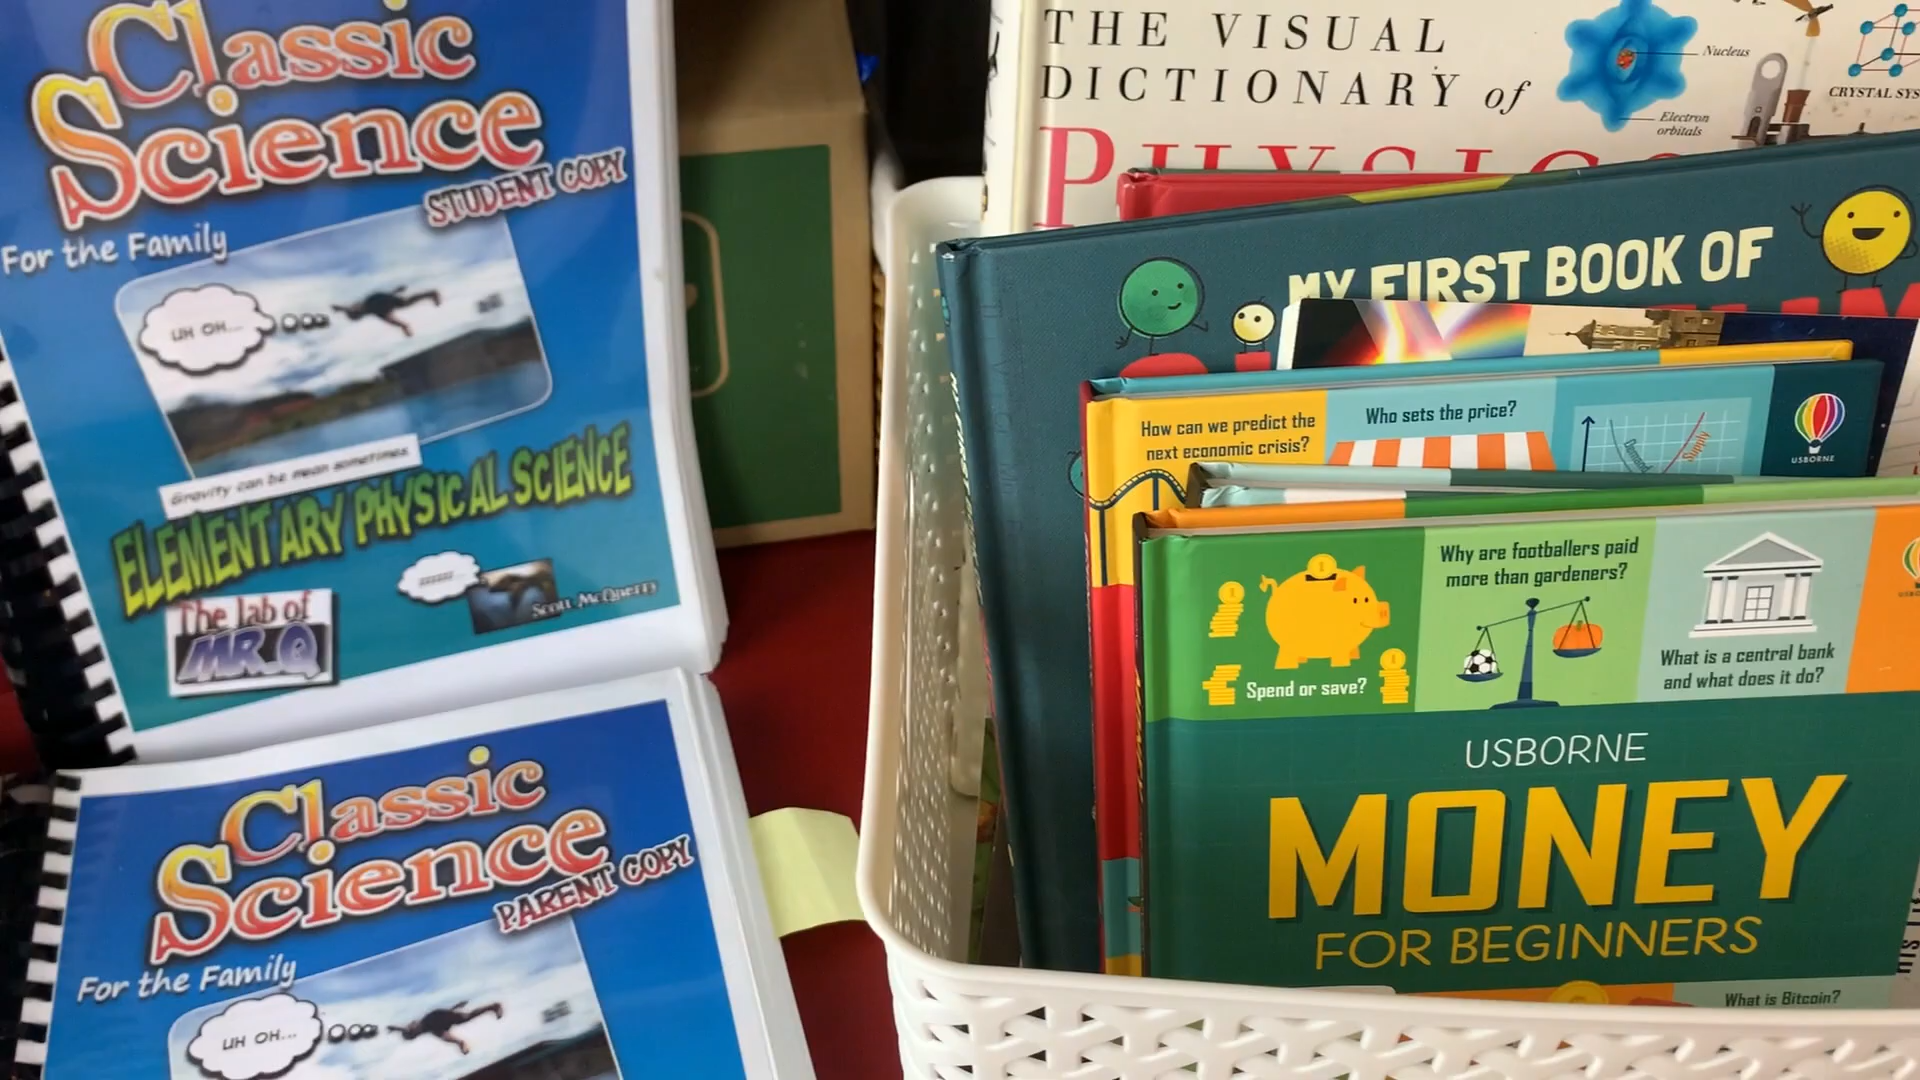 Classic
Science
STUDENT COPY
For the Family
UH OH...
Gravity can be mean sometimes
ELEMENTARY PHYSICAL SCIENCE
The lab of
MR.Q
Scott McQuerry
Classic
Science
PARENT COPY
For the Family
UH OH...
THE VISUAL
DICTIONARY of
PHYSICS
Nucleus
Electron
orbitals
CRYSTAL SYS
MY FIRST BOOK OF
How can we predict the
next economic crisis?
Who sets the price?
Demand
Supply
USBORNE
Spend or save?
Why are footballers paid
more than gardeners?
What is a central bank
and what does it do?
USBORNE
MONEY
FOR BEGINNERS
What is Bitcoin?